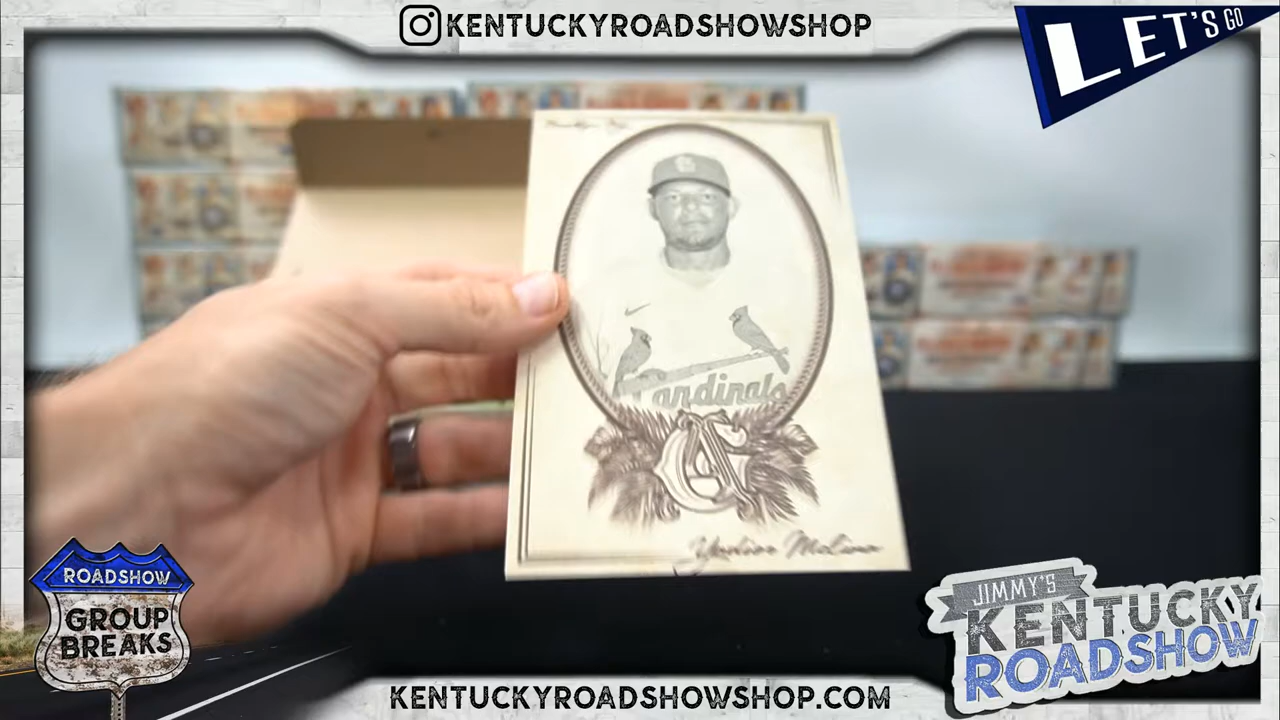 KENTUCKYROADSHOWSHOP
LET'S GO
Cardinals
Yadier Molina
ROADSHOW
GROUP
BREAKS
JIMMY'S
KENTUCKY
ROADSHOW
KENTUCKYROADSHOWSHOP.COM